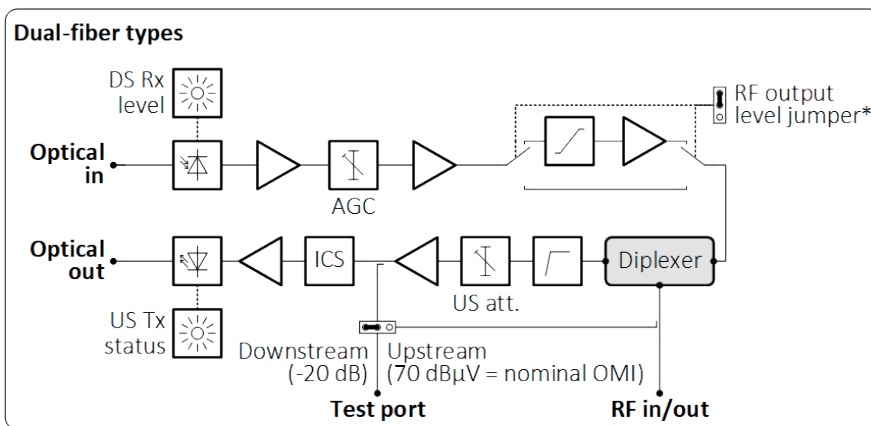 Dual-fiber types
DS Rx
level
RF output
level jumper*
Optical
in
AGC
Optical
out
ICS
Diplexer
US att.
US Tx
status
Downstream
(-20 dB)
Upstream
(70 dBµV = nominal OMI)
Test port
RF in/out